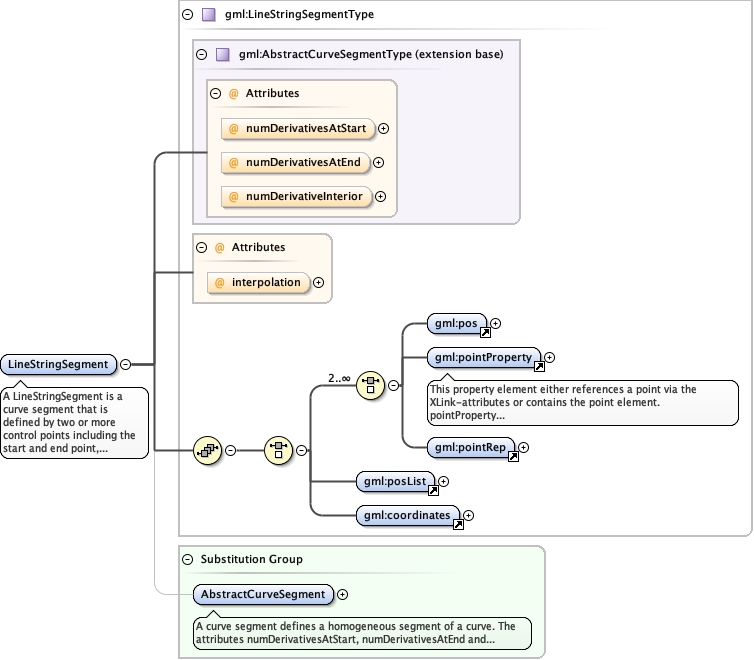 gml:LineStringSegmentType
gml:AbstractCurveSegmentType (extension base)
@ Attributes
@ numDerivativesAtStart
@ numDerivativesAtEnd
@ numDerivativeInterior
@ Attributes
@ interpolation
LineStringSegment
A LineStringSegment is a
curve segment that is
defined by two or more
control points including the
start and end point,...
2..∞
gml:pos
gml:pointProperty
This property element either references a point via the
XLink-attributes or contains the point element.
pointProperty...
gml:pointRep
gml:posList
gml:coordinates
Substitution Group
AbstractCurveSegment
A curve segment defines a homogeneous segment of a curve. The
attributes numDerivativesAtStart, numDerivativesAtEnd and...